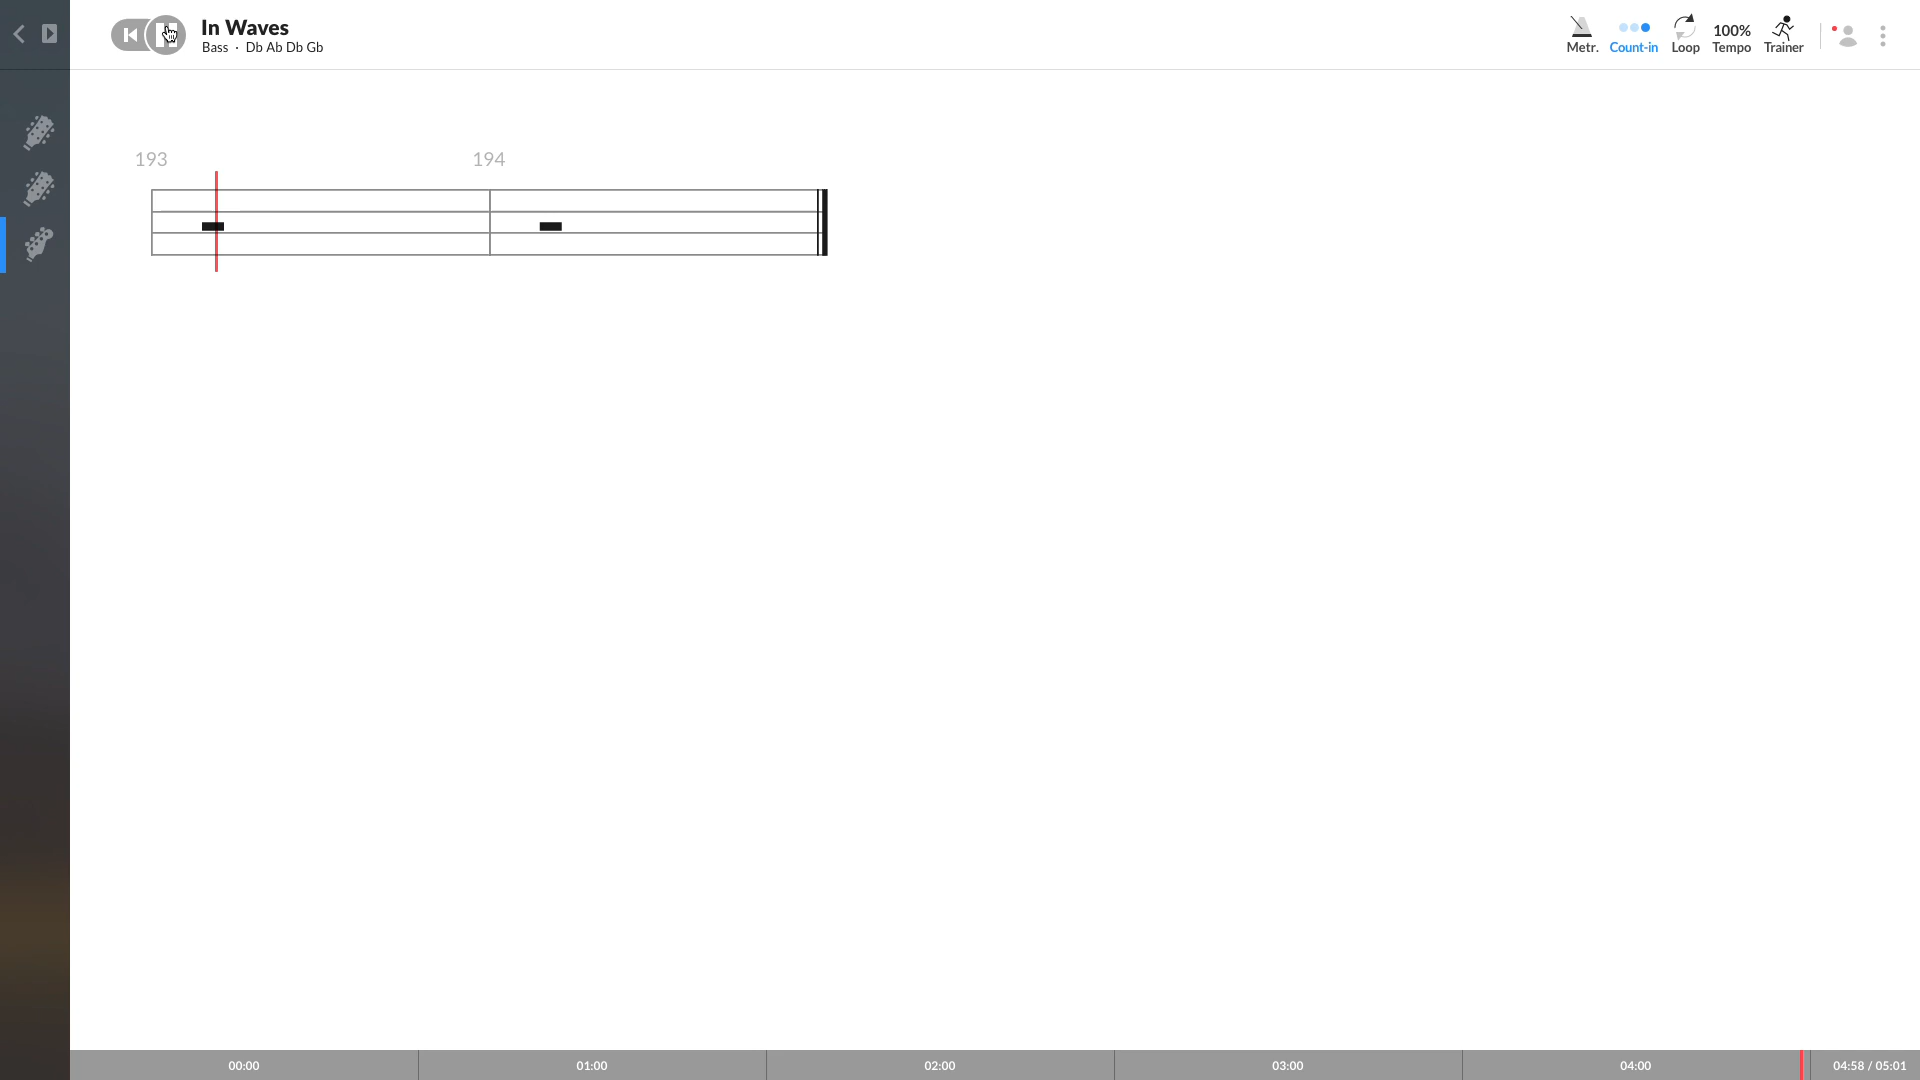 In Waves
Bass · Db Ab Db Gb
100%
Metr. Count-in Loop Tempo Trainer
193 194
00:00 01:00 02:00 03:00 04:00 04:58 / 05:01